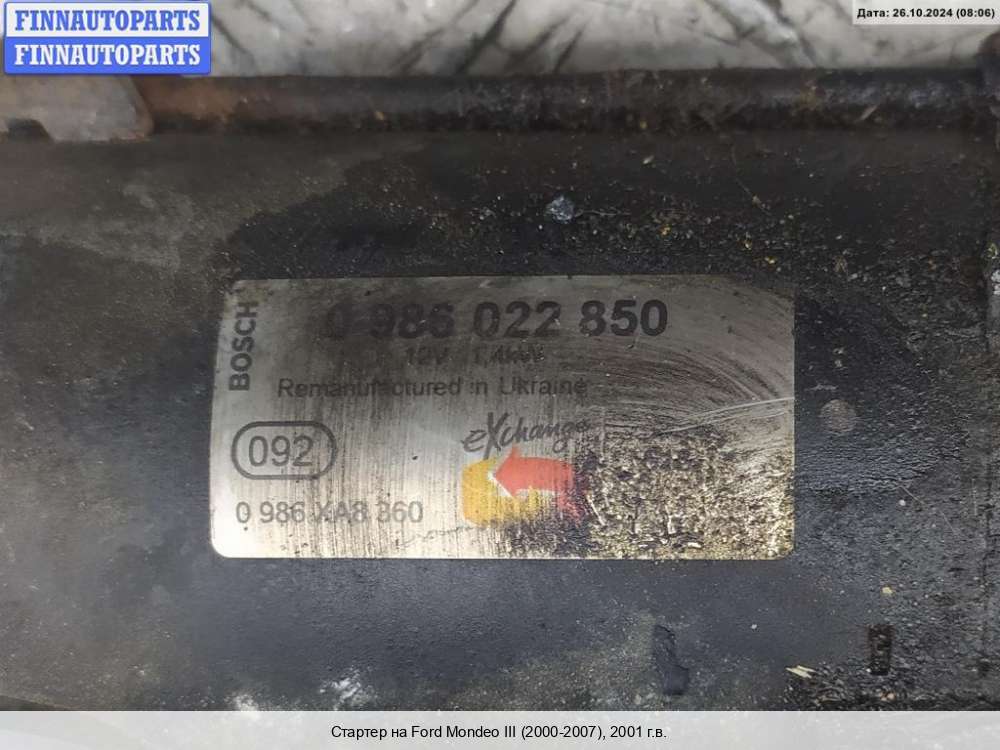 FINNAUTOPARTS
FINNAUTOPARTS
Дата: 26.10.2024 (08:06)
BOSCH
0 986 022 850
12V 1,4kW
Remanufactured in Ukraine
eXchange
092
0 986 XA8 360
Стартер на Ford Mondeo III (2000-2007), 2001 г.в.